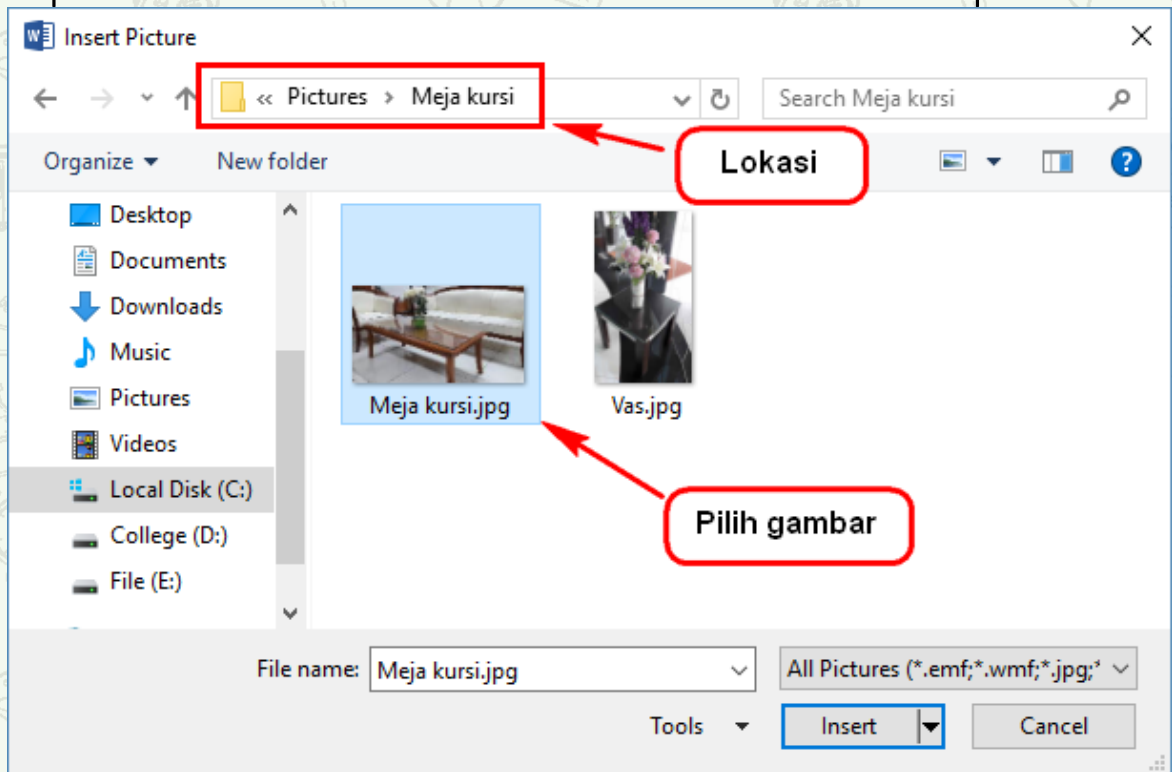 Insert Picture
« Pictures > Meja kursi
Search Meja kursi
Lokasi
Organize
New folder
Desktop
Documents
Downloads
Music
Pictures
Videos
Local Disk (C:)
College (D:)
File (E:)
Meja kursi.jpg
Vas.jpg
Pilih gambar
File name: Meja kursi.jpg
All Pictures (*.emf;*.wmf;*.jpg;*
Tools
Insert
Cancel